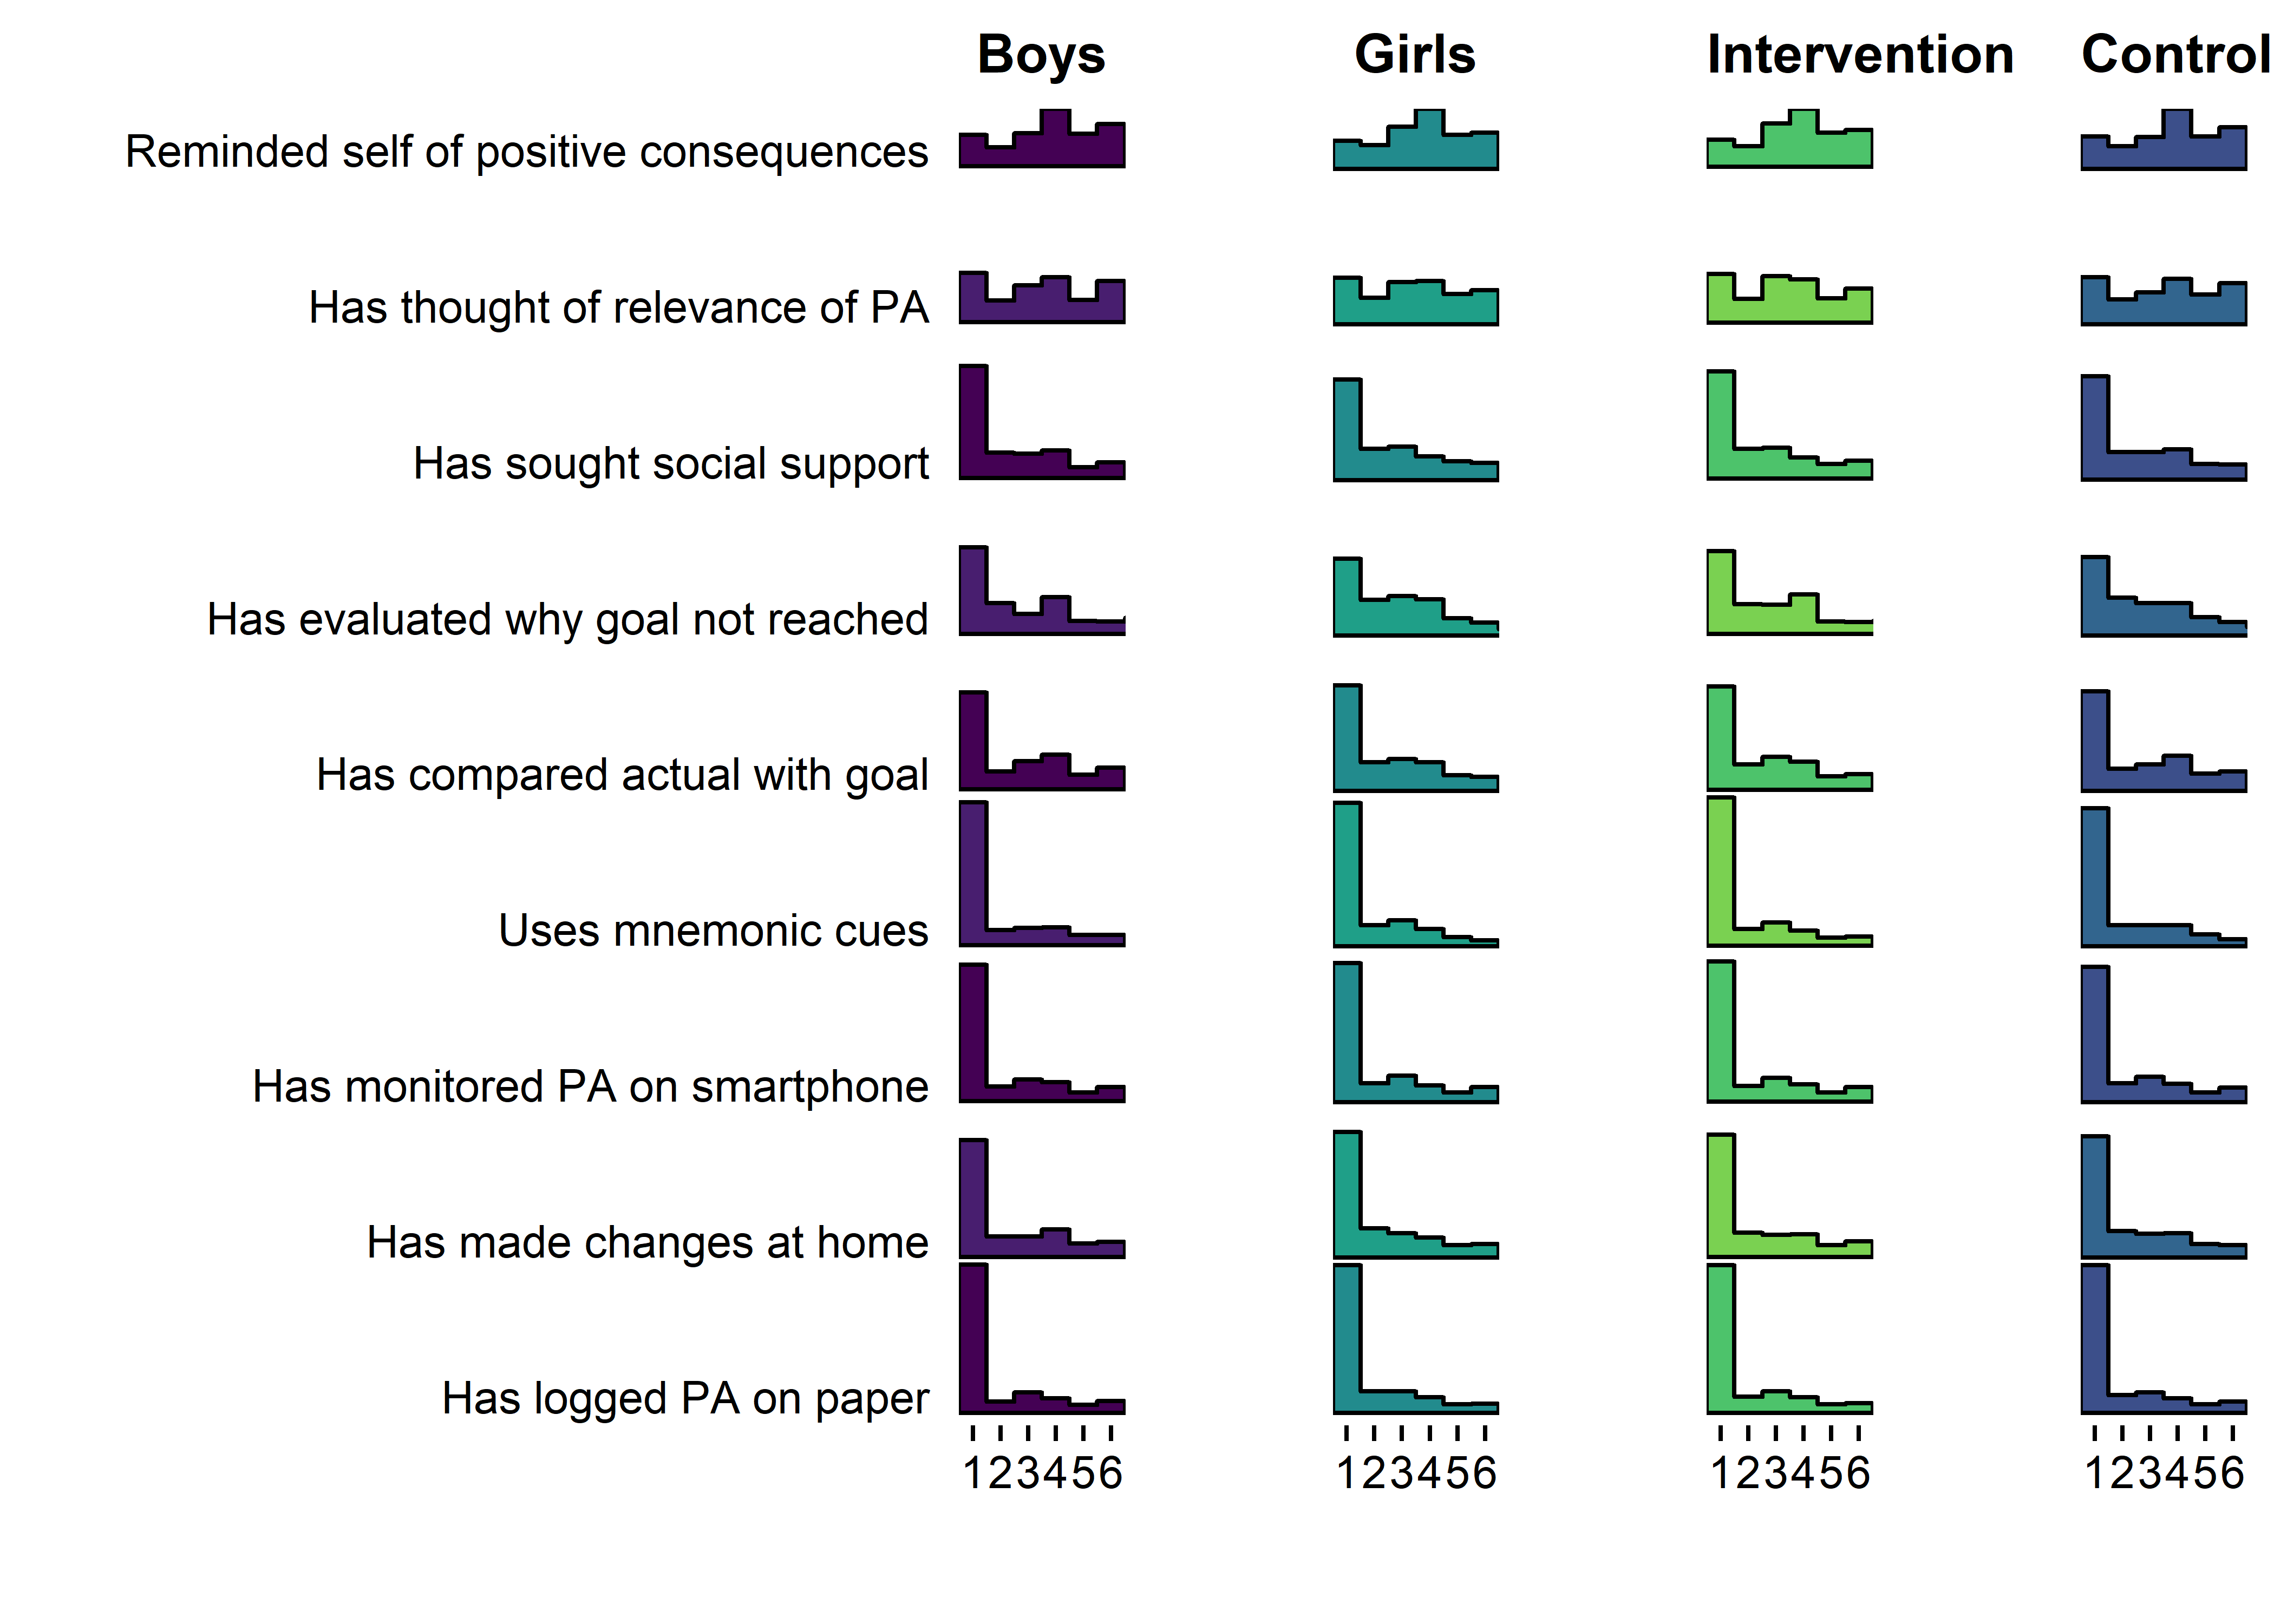 Boys Girls Intervention Control
Reminded self of positive consequences
Has thought of relevance of PA
Has sought social support
Has evaluated why goal not reached
Has compared actual with goal
Uses mnemonic cues
Has monitored PA on smartphone
Has made changes at home
Has logged PA on paper
123456 123456 123456 123456